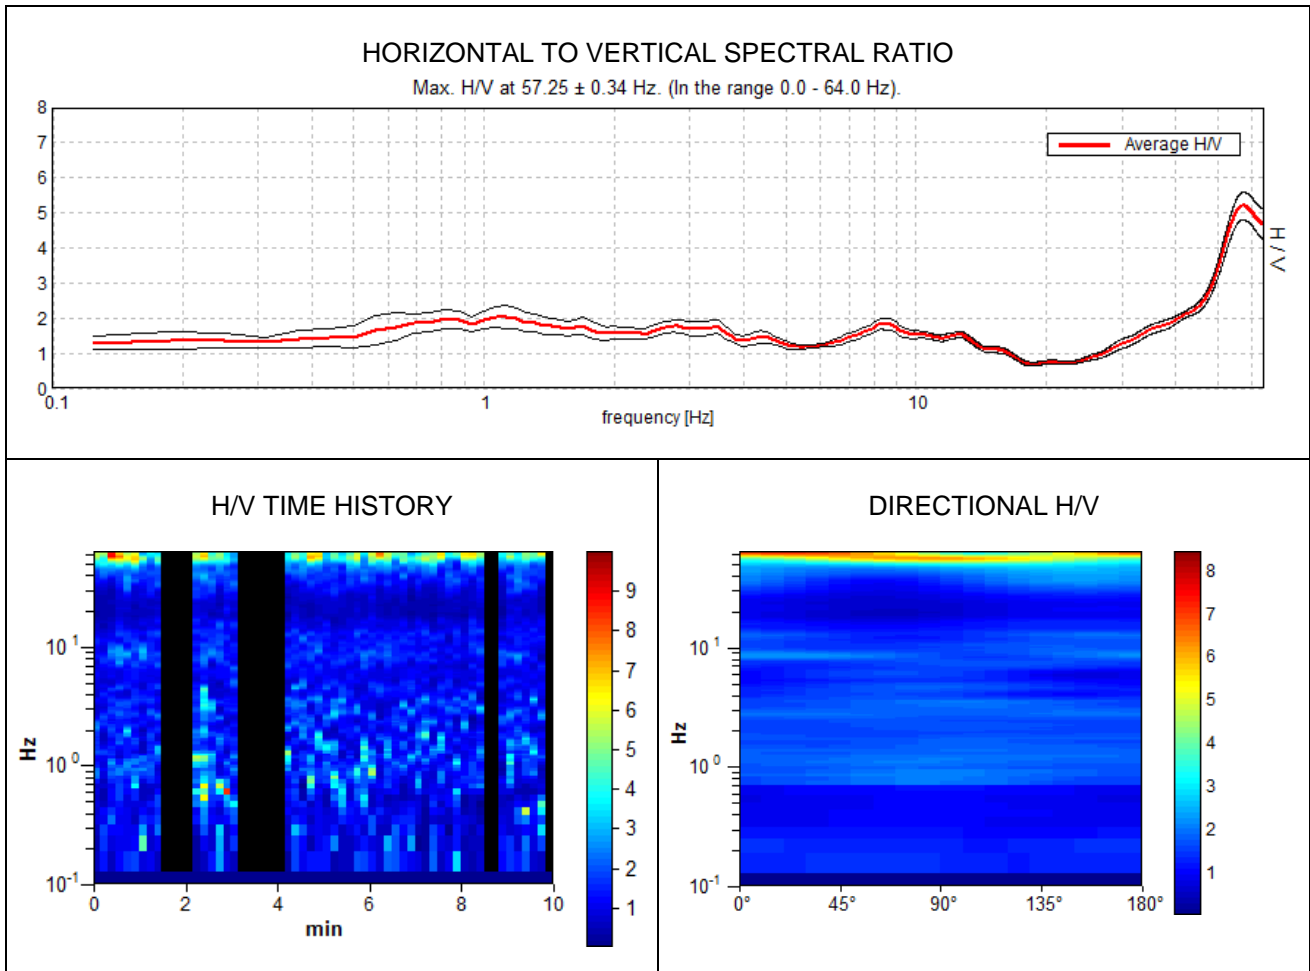 HORIZONTAL TO VERTICAL SPECTRAL RATIO
Max. H/V at 57.25 ± 0.34 Hz. (In the range 0.0 - 64.0 Hz).
8
7
6
5
4
3
2
1
0
Average H/V
H / V
0.1 1 10
frequency [Hz]
H/V TIME HISTORY
Hz
10^1
10^0
10^-1
0 2 4 6 8 10
min
9
8
7
6
5
4
3
2
1
DIRECTIONAL H/V
Hz
10^1
10^0
10^-1
0° 45° 90° 135° 180°
8
7
6
5
4
3
2
1